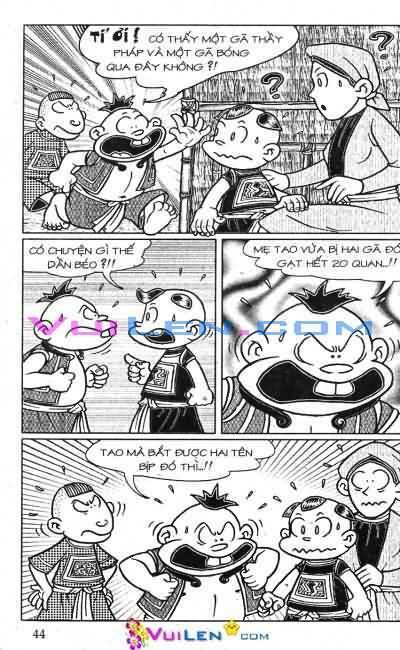 TÍ ƠI! CÓ THẤY MỘT GÃ THẦY
PHÁP VÀ MỘT GÃ BÓNG
QUA ĐÂY KHÔNG?!
?
?
CÓ CHUYỆN GÌ THẾ
DẦN BÉO?!!
MẸ TAO VỪA BỊ HAI GÃ ĐÓ
GẠT HẾT 20 QUAN..!!
VUILEN.COM
TAO MÀ BẮT ĐƯỢC HAI TÊN
BỊP ĐÓ THÌ..!!
44
VUILEN.COM